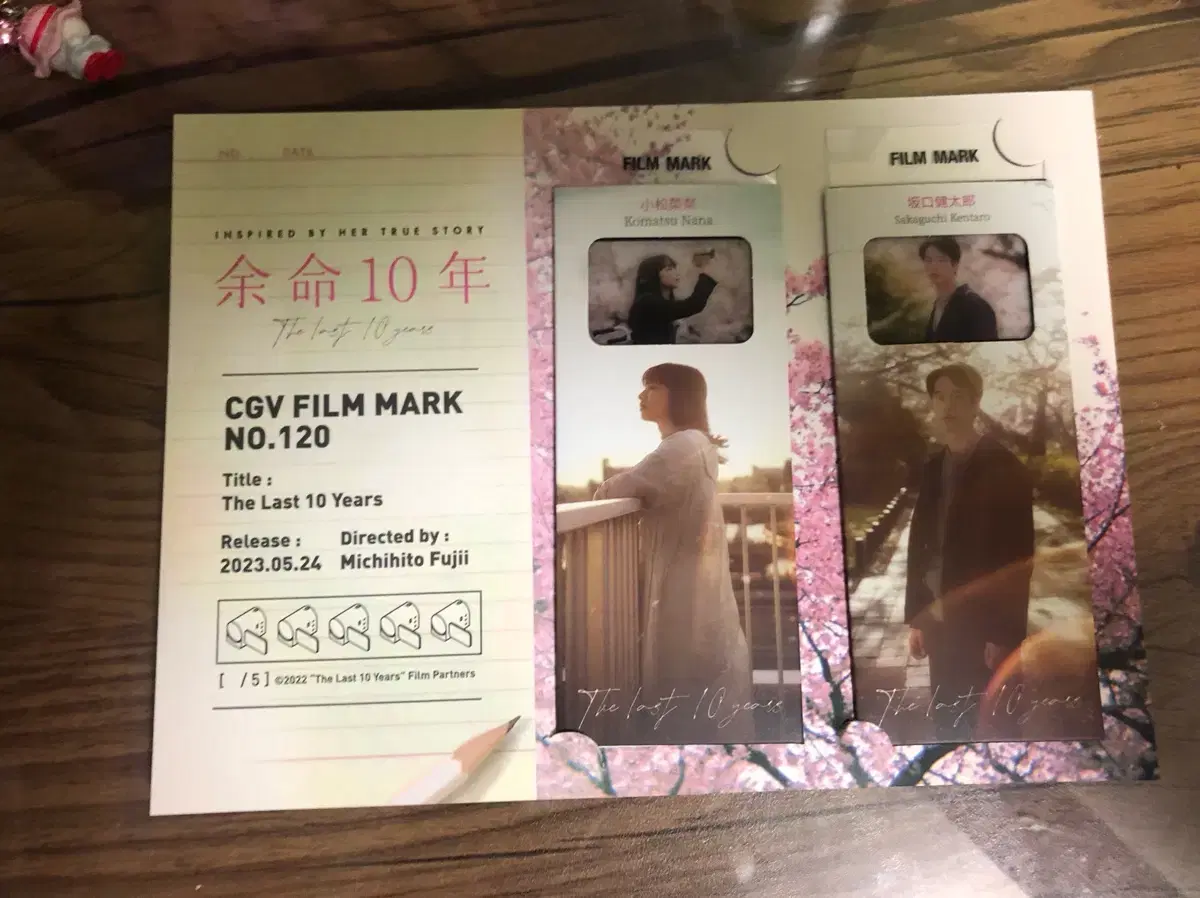 NO.
DATE
INSPIRED BY HER TRUE STORY
余命10年
The last 10 years
CGV FILM MARK
NO.120
Title :
The Last 10 Years
Release :
2023.05.24
Directed by :
Michihito Fujii
[ /5] ©2022 "The Last 10 Years" Film Partners
FILM MARK
小松菜奈
Komatsu Nana
The last 10 years
FILM MARK
坂口健太郎
Sakaguchi Kentaro
The last 10 years